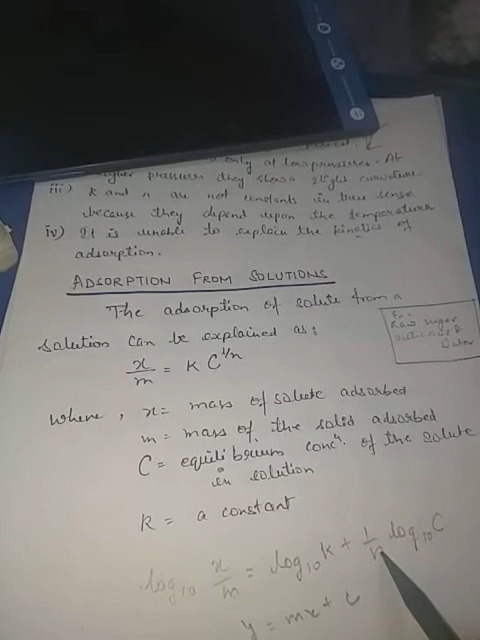 only at low pressures. At
higher pressures they show a slight curvature.
iii) K and n are not constants in true sense
because they depend upon the temperature
iv) It is unable to explain the kinetics of
adsorption.
ADSORPTION FROM SOLUTIONS
The adsorption of solute from a
solution can be explained as:
x/m = K C^1/n
Ex:-
Raw sugar
Where, x = mass of solute adsorbed
m = mass of the solid adsorbed
C = equilibrium concn. of the solute
in solution
K = a constant
log10 x/m = log10 K + 1/n log10 C
y = mx + c